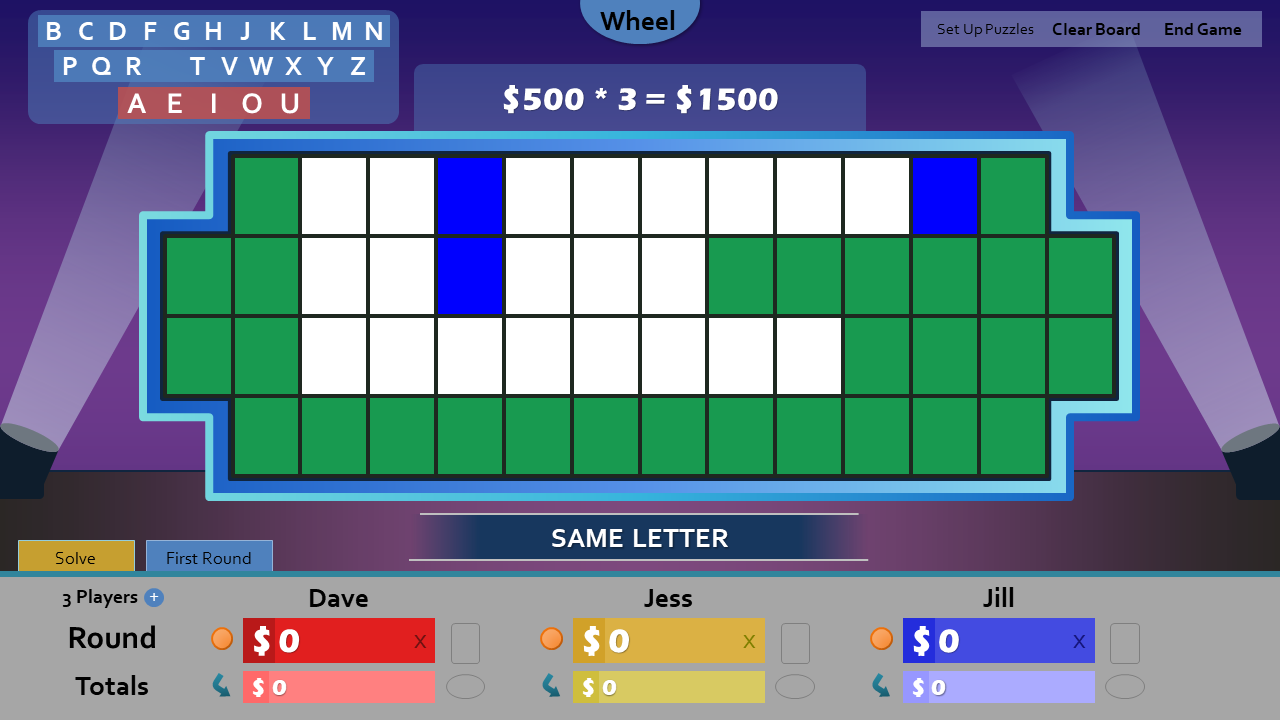 B C D F G H J K L M N
P Q R T V W X Y Z
A E I O U
Wheel
Set Up Puzzles Clear Board End Game
$500 * 3 = $1500
SAME LETTER
Solve First Round
3 Players + Dave Jess Jill
Round $ 0 x $ 0 x $ 0 x
Totals $ 0 $ 0 $ 0